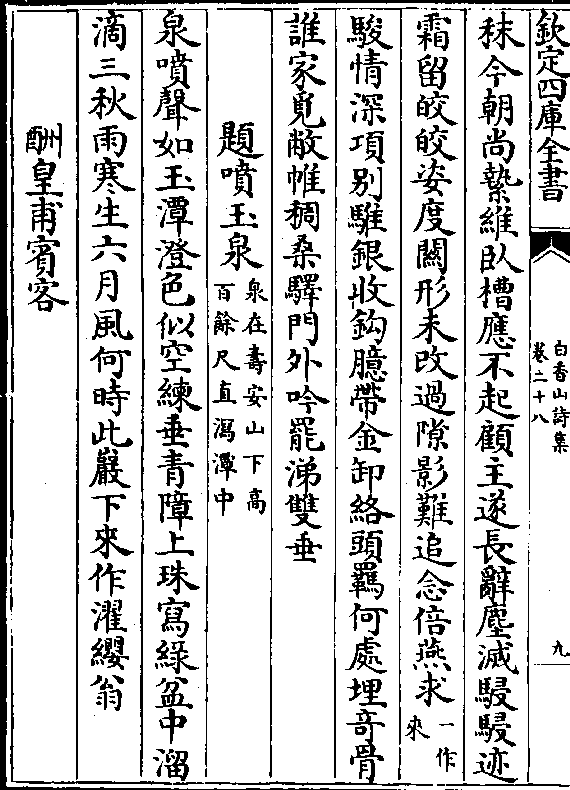 欽定四庫全書
白香山詩集
卷二十八
九
秣今朝尚縶維卧槽應不起顧主遂長辭塵滅駸駸迹
霜留皎皎姿度闗形未改過隙影難追念倍燕求一作來
駿情深項別騅銀收鈎臆帶金卸絡頭羈何處埋竒骨
誰家覓敝帷稠桑驛門外吟罷涕雙垂
題噴玉泉泉在壽安山下高百餘尺直瀉潭中
泉噴聲如玉潭澄色似空練垂青障上珠寫綠盆中溜
滴三秋雨寒生六月風何時此巖下來作濯纓翁
酬皇甫賓客